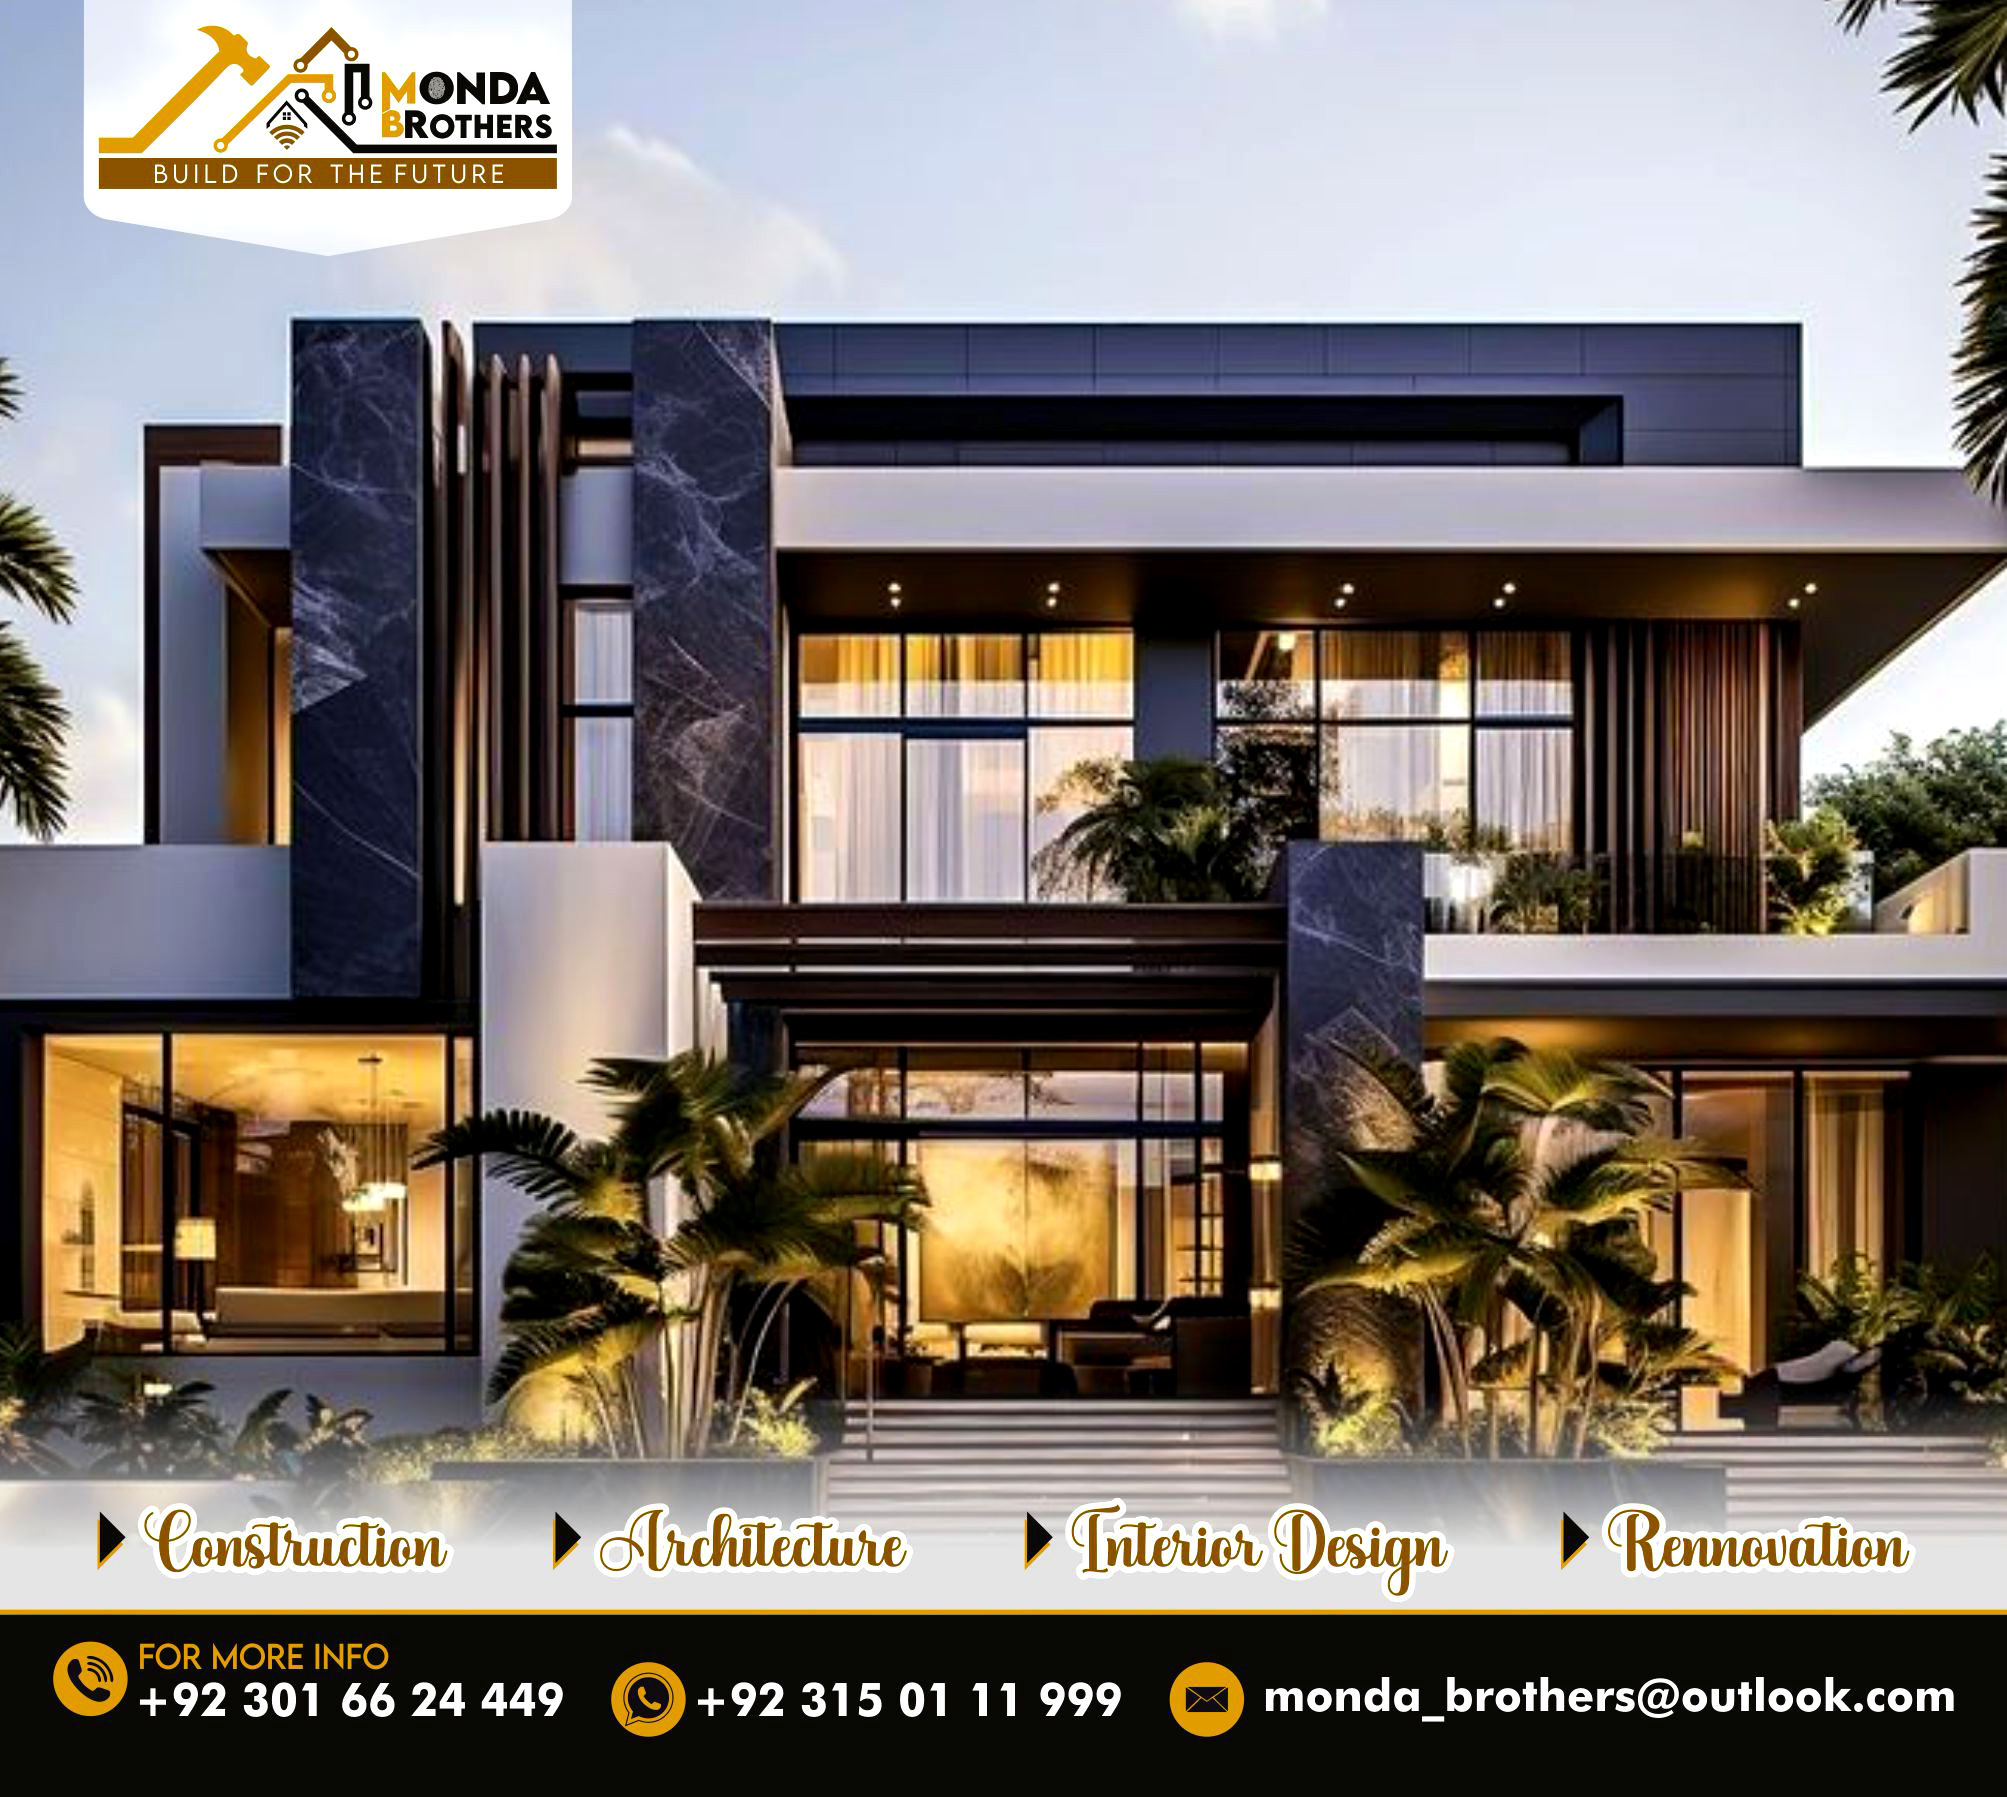 MONDA
BROTHERS
BUILD FOR THE FUTURE
Construction
Architecture
Interior Design
Rennovation
FOR MORE INFO
+92 301 66 24 449
+92 315 01 11 999
monda_brothers@outlook.com